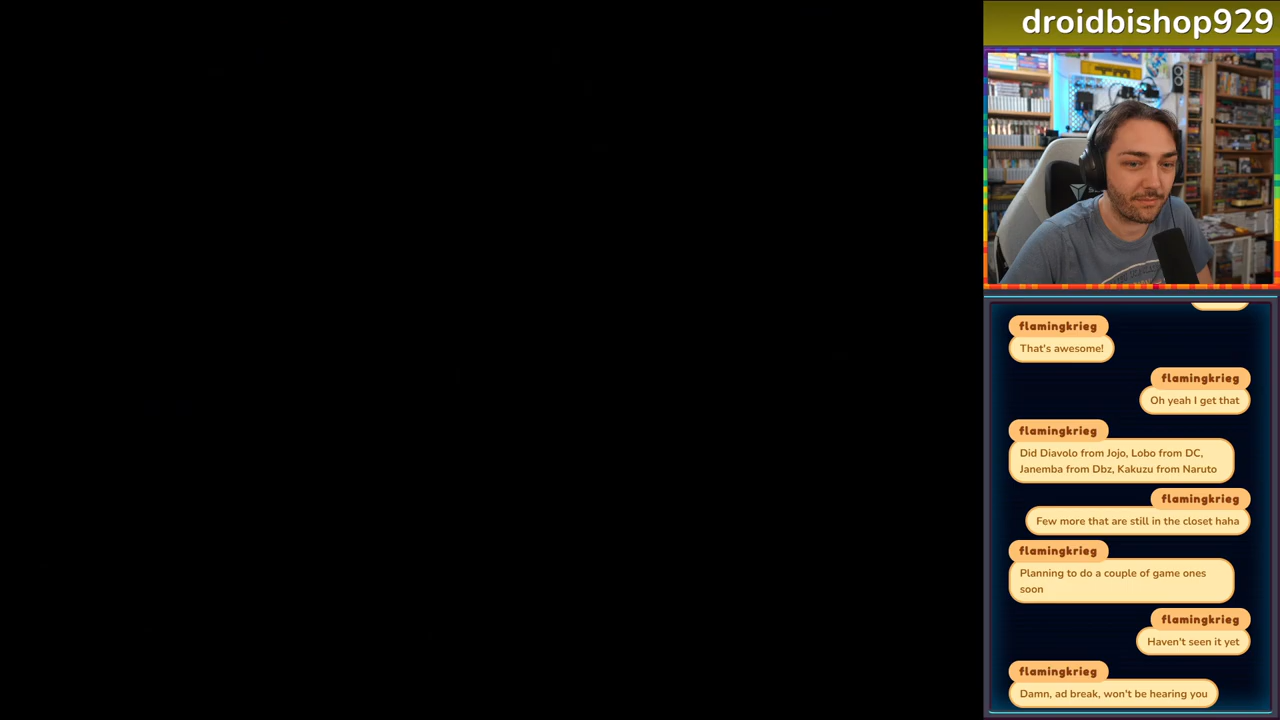 droidbishop929
flamingkrieg
That's awesome!
flamingkrieg
Oh yeah I get that
flamingkrieg
Did Diavolo from Jojo, Lobo from DC,
Janemba from Dbz, Kakuzu from Naruto
flamingkrieg
Few more that are still in the closet haha
flamingkrieg
Planning to do a couple of game ones
soon
flamingkrieg
Haven't seen it yet
flamingkrieg
Damn, ad break, won't be hearing you